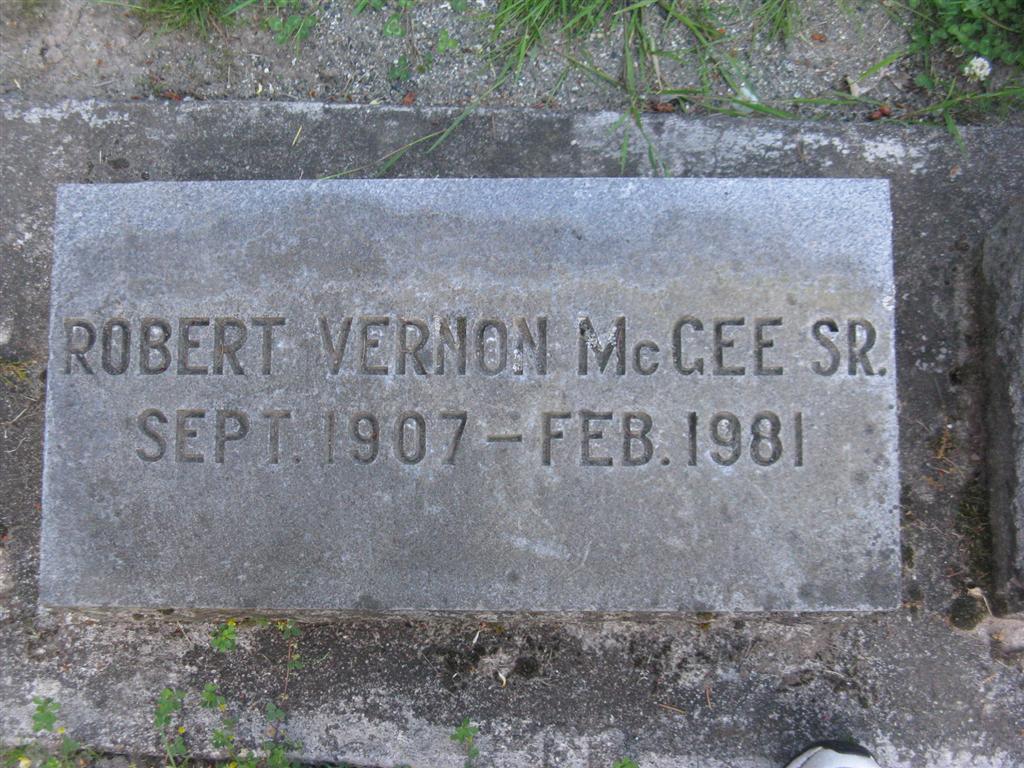 ROBERT VERNON McGEE SR.
SEPT. 1907 – FEB. 1981